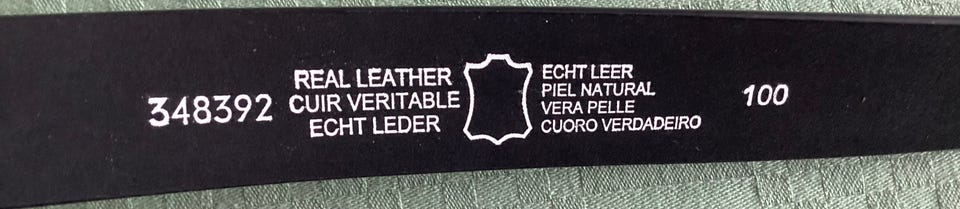 348392
REAL LEATHER
CUIR VERITABLE
ECHT LEDER
ECHT LEER
PIEL NATURAL
VERA PELLE
CUORO VERDADEIRO
100